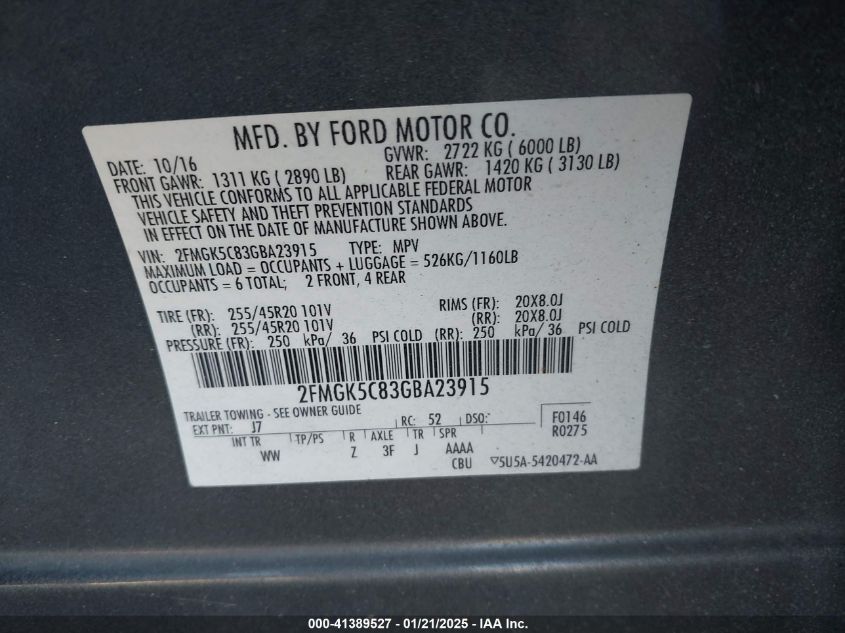 MFD. BY FORD MOTOR CO.
DATE: 10/16 GVWR: 2722 KG ( 6000 LB)
FRONT GAWR: 1311 KG ( 2890 LB) REAR GAWR: 1420 KG ( 3130 LB)
THIS VEHICLE CONFORMS TO ALL APPLICABLE FEDERAL MOTOR
VEHICLE SAFETY AND THEFT PREVENTION STANDARDS
IN EFFECT ON THE DATE OF MANUFACTURE SHOWN ABOVE.
VIN: 2FMGK5C83GBA23915 TYPE: MPV
MAXIMUM LOAD = OCCUPANTS + LUGGAGE = 526KG/1160LB
OCCUPANTS = 6 TOTAL; 2 FRONT, 4 REAR
TIRE (FR): 255/45R20 101V RIMS (FR): 20X8.0J
(RR): 255/45R20 101V (RR): 20X8.0J
PRESSURE (FR): 250 kPa/ 36 PSI COLD (RR): 250 kPa/ 36 PSI COLD
2FMGK5C83GBA23915
TRAILER TOWING - SEE OWNER GUIDE
EXT PNT: J7 RC: 52 DSO: F0146
INT TR TP/PS R AXLE TR SPR R0275
WW Z 3F J AAAA
CBU ▽5U5A-5420472-AA
000-41389527 - 01/21/2025 - IAAI.com